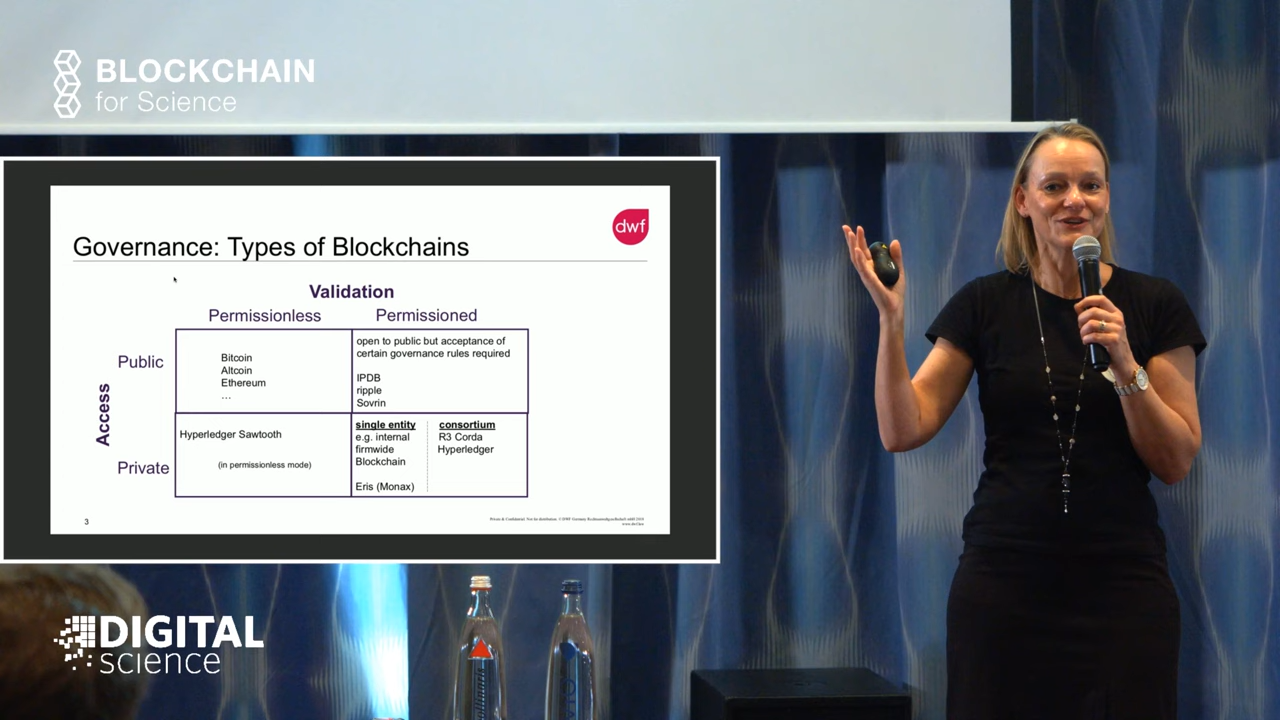 BLOCKCHAIN
for Science
dwf
Governance: Types of Blockchains
Validation
Permissionless Permissioned
Access
Public
Bitcoin
Altcoin
Ethereum
…
open to public but acceptance of
certain governance rules required
IPDB
ripple
Sovrin
Private
Hyperledger Sawtooth
(in permissionless mode)
single entity
e.g. internal
firmwide
Blockchain
Eris (Monax)
consortium
R3 Corda
Hyperledger
3
DIGITAL
science